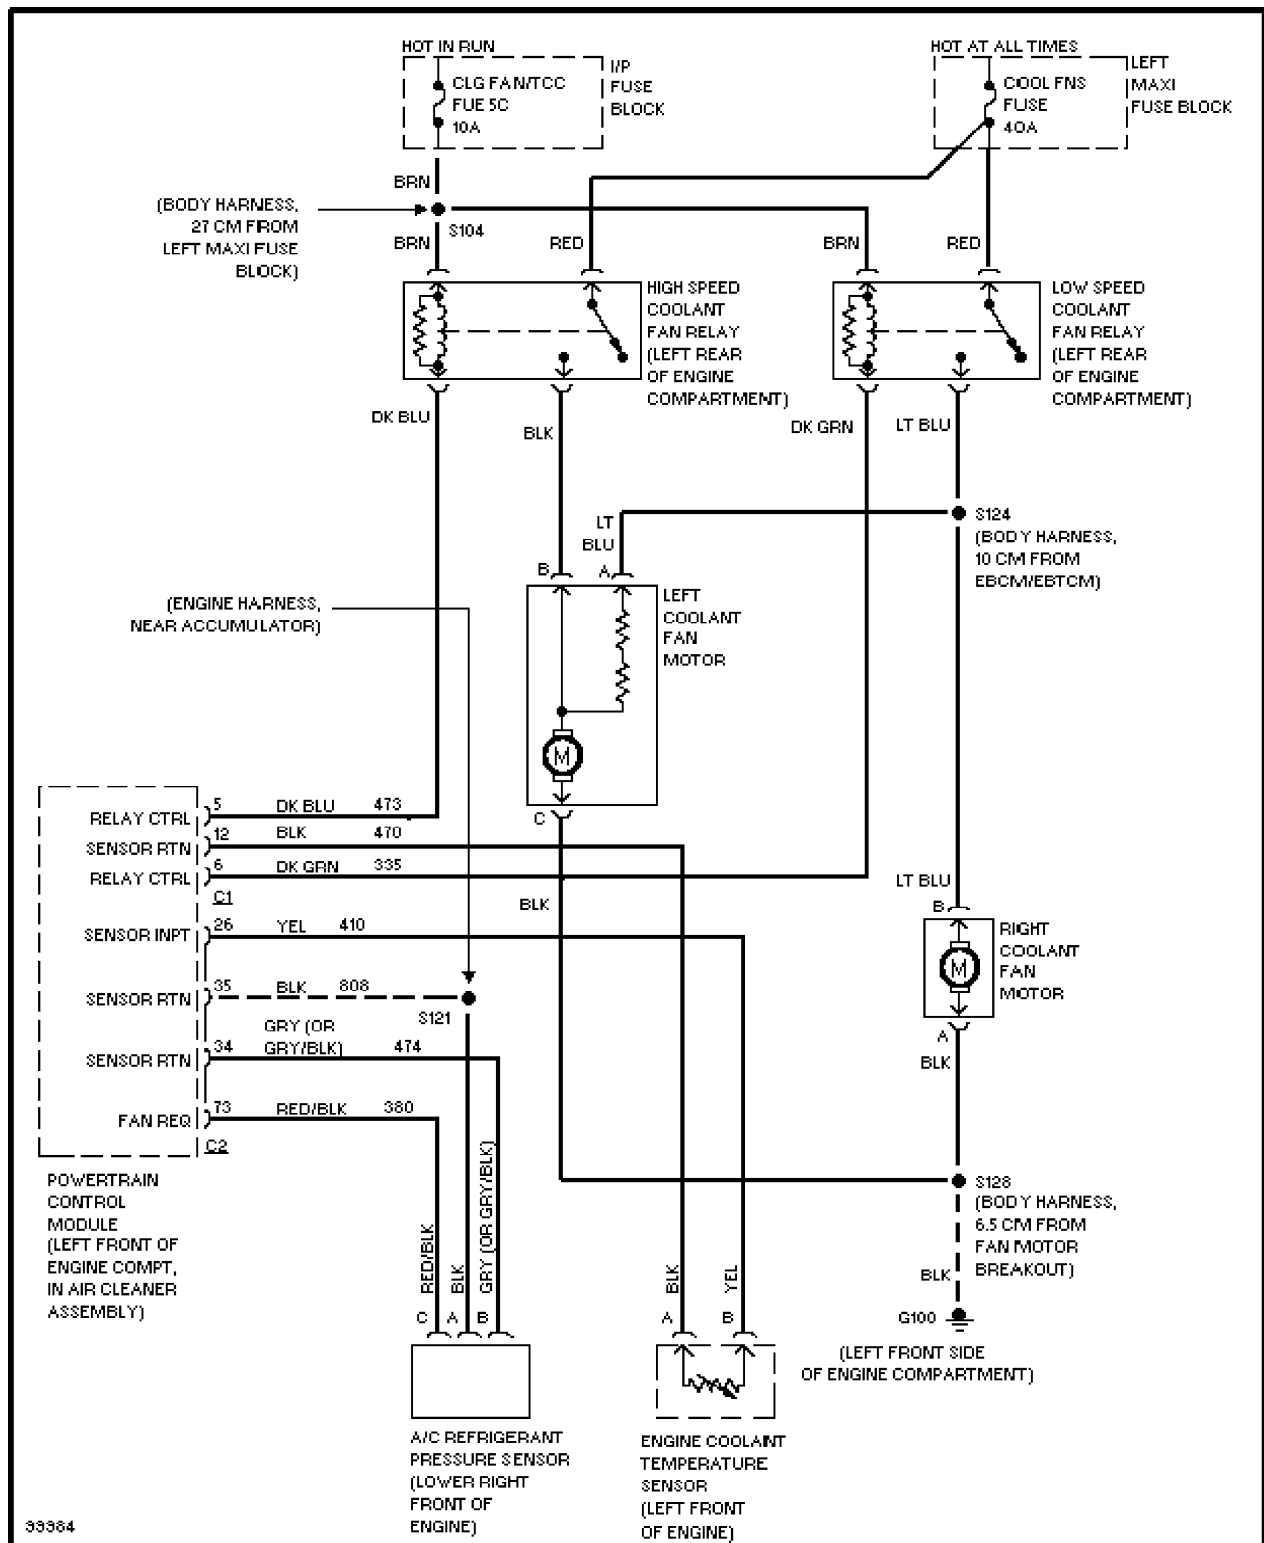 HOT IN RUN
CLG FAN/TCC
FUE 5C
10A
I/P
FUSE
BLOCK
HOT AT ALL TIMES
COOL FNS
FUSE
40A
LEFT
MAXI
FUSE BLOCK
BRN
(BODY HARNESS,
27 CM FROM
LEFT MAXI FUSE
BLOCK)
S104
BRN
RED
BRN
RED
HIGH SPEED
COOLANT
FAN RELAY
(LEFT REAR
OF ENGINE
COMPARTMENT)
LOW SPEED
COOLANT
FAN RELAY
(LEFT REAR
OF ENGINE
COMPARTMENT)
DK BLU
BLK
DK GRN
LT BLU
LT
BLU
S124
(BODY HARNESS,
10 CM FROM
EBCM/EBTCM)
B
A
(ENGINE HARNESS,
NEAR ACCUMULATOR)
LEFT
COOLANT
FAN
MOTOR
M
C
RELAY CTRL
5
DK BLU
473
SENSOR RTN
12
BLK
470
RELAY CTRL
6
DK GRN
335
C1
BLK
LT BLU
B
SENSOR INPT
26
YEL
410
RIGHT
COOLANT
FAN
MOTOR
M
SENSOR RTN
35
BLK
808
S121
A
BLK
SENSOR RTN
34
GRY (OR
GRY/BLK)
474
FAN REQ
73
RED/BLK
380
C2
POWERTRAIN
CONTROL
MODULE
(LEFT FRONT OF
ENGINE COMPT,
IN AIR CLEANER
ASSEMBLY)
S128
(BODY HARNESS,
6.5 CM FROM
FAN MOTOR
BREAKOUT)
BLK
G100
(LEFT FRONT SIDE
OF ENGINE COMPARTMENT)
RED/BLK
BLK
GRY (OR GRY/BLK)
BLK
YEL
C
A
B
A
B
A/C REFRIGERANT
PRESSURE SENSOR
(LOWER RIGHT
FRONT OF
ENGINE)
ENGINE COOLANT
TEMPERATURE
SENSOR
(LEFT FRONT
OF ENGINE)
99984